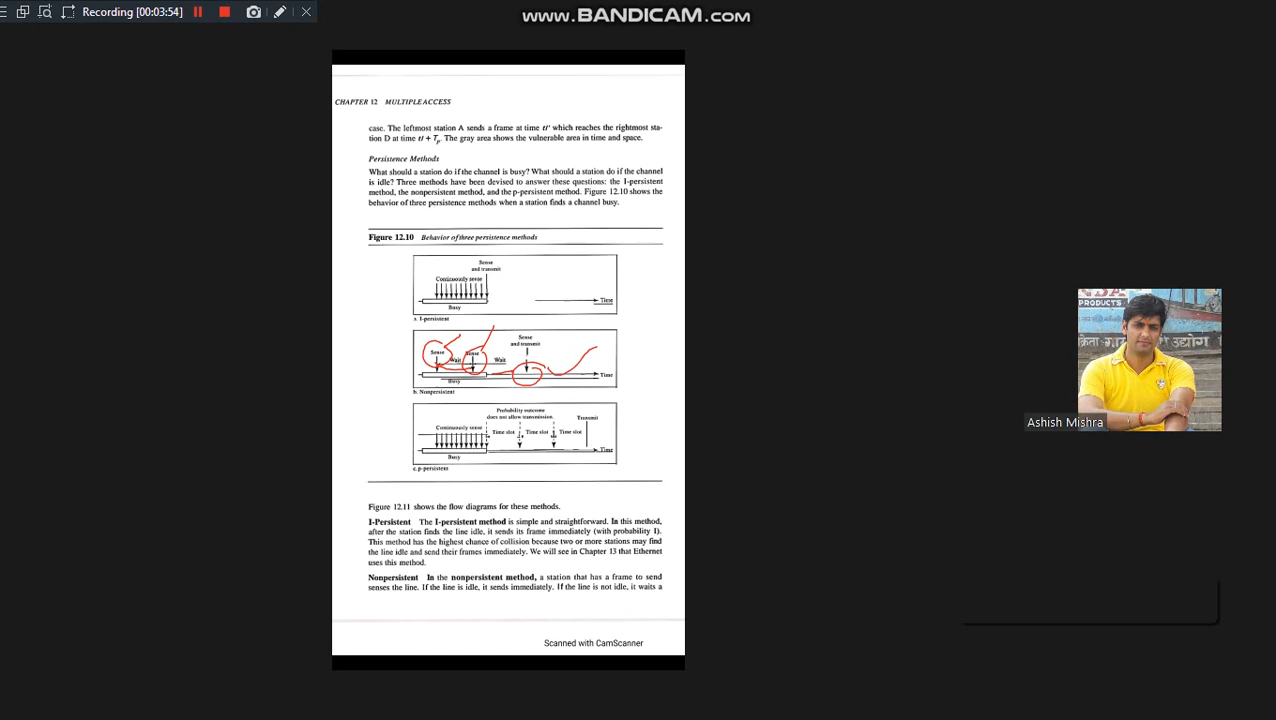 Recording [00:03:54]
www.BANDICAM.com
CHAPTER 12 MULTIPLE ACCESS
case. The leftmost station A sends a frame at time tl' which reaches the rightmost sta-
tion D at time tl + Tp. The gray area shows the vulnerable area in time and space.
Persistence Methods
What should a station do if the channel is busy? What should a station do if the channel
is idle? Three methods have been devised to answer these questions: the I-persistent
method, the nonpersistent method, and the p-persistent method. Figure 12.10 shows the
behavior of three persistence methods when a station finds a channel busy.
Figure 12.10 Behavior of three persistence methods
Sense
and transmit
Continuously sense
Time
Busy
a. I-persistent
Sense
and transmit
Sense
Sense
Wait
Wait
Time
Busy
b. Nonpersistent
Probability outcome
does not allow transmission.
Transmit
Continuously sense
Time slot
Time slot
Time slot
Time
Busy
c. p-persistent
Figure 12.11 shows the flow diagrams for these methods.
I-Persistent The I-persistent method is simple and straightforward. In this method,
after the station finds the line idle, it sends its frame immediately (with probability I).
This method has the highest chance of collision because two or more stations may find
the line idle and send their frames immediately. We will see in Chapter 13 that Ethernet
uses this method.
Nonpersistent In the nonpersistent method, a station that has a frame to send
senses the line. If the line is idle, it sends immediately. If the line is not idle, it waits a
Scanned with CamScanner
PRODUCTS
Ashish Mishra